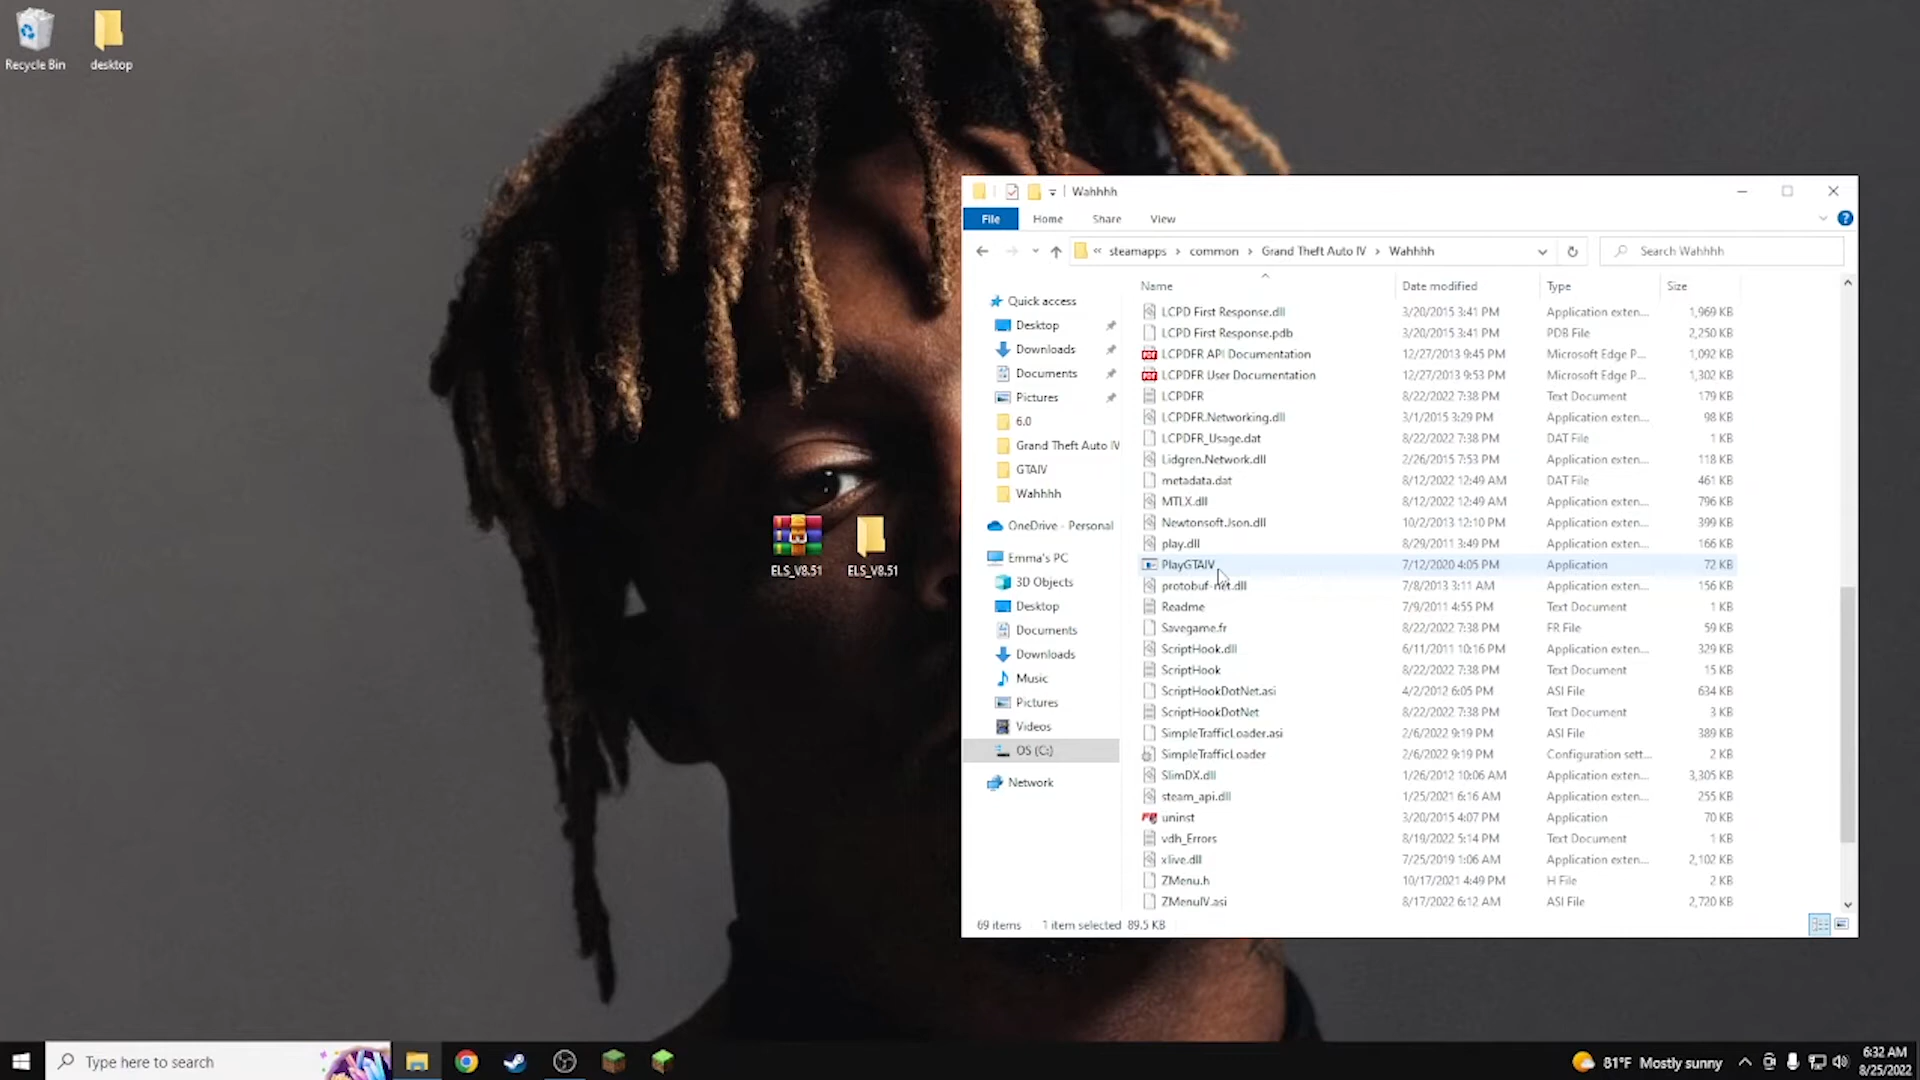 Recycle Bin
desktop
ELS_V8.51
ELS_V8.51
Wahhhh
File
Home
Share
View
« steamapps > common > Grand Theft Auto IV > Wahhhh
Search Wahhhh
Quick access
Desktop
Downloads
Documents
Pictures
6.0
Grand Theft Auto IV
GTAIV
Wahhhh
OneDrive - Personal
Emma's PC
3D Objects
Desktop
Documents
Downloads
Music
Pictures
Videos
OS (C:)
Network
Name Date modified Type Size
LCPD First Response.dll 3/20/2015 3:41 PM Application exten... 1,969 KB
LCPD First Response.pdb 3/20/2015 3:41 PM PDB File 2,250 KB
LCPDFR API Documentation 12/27/2013 9:45 PM Microsoft Edge P... 1,092 KB
LCPDFR User Documentation 12/27/2013 9:53 PM Microsoft Edge P... 1,302 KB
LCPDFR 8/22/2022 7:38 PM Text Document 179 KB
LCPDFR.Networking.dll 3/1/2015 3:29 PM Application exten... 98 KB
LCPDFR_Usage.dat 8/22/2022 7:38 PM DAT File 1 KB
Lidgren.Network.dll 2/26/2015 7:53 PM Application exten... 118 KB
metadata.dat 8/12/2022 12:49 AM DAT File 461 KB
MTLX.dll 8/12/2022 12:49 AM Application exten... 796 KB
Newtonsoft.Json.dll 10/2/2013 12:10 PM Application exten... 399 KB
play.dll 8/29/2011 3:49 PM Application exten... 166 KB
PlayGTAIV 7/12/2020 4:05 PM Application 72 KB
protobuf-net.dll 7/8/2013 3:11 AM Application exten... 156 KB
Readme 7/9/2011 4:55 PM Text Document 1 KB
Savegame.fr 8/22/2022 7:38 PM FR File 59 KB
ScriptHook.dll 6/11/2011 10:16 PM Application exten... 329 KB
ScriptHook 8/22/2022 7:38 PM Text Document 15 KB
ScriptHookDotNet.asi 4/2/2012 6:05 PM ASI File 634 KB
ScriptHookDotNet 8/22/2022 7:38 PM Text Document 3 KB
SimpleTrafficLoader.asi 2/6/2022 9:19 PM ASI File 389 KB
SimpleTrafficLoader 2/6/2022 9:19 PM Configuration sett... 2 KB
SlimDX.dll 1/26/2012 10:06 AM Application exten... 3,305 KB
steam_api.dll 1/25/2021 6:16 AM Application exten... 255 KB
uninst 3/20/2015 4:07 PM Application 70 KB
vdh_Errors 8/19/2022 5:14 PM Text Document 1 KB
xlive.dll 7/25/2019 1:06 AM Application exten... 2,102 KB
ZMenu.h 10/17/2021 4:49 PM H File 2 KB
ZMenuIV.asi 8/17/2022 6:12 AM ASI File 2,720 KB
69 items 1 item selected 89.5 KB
Type here to search
81°F Mostly sunny
6:32 AM
8/25/2022